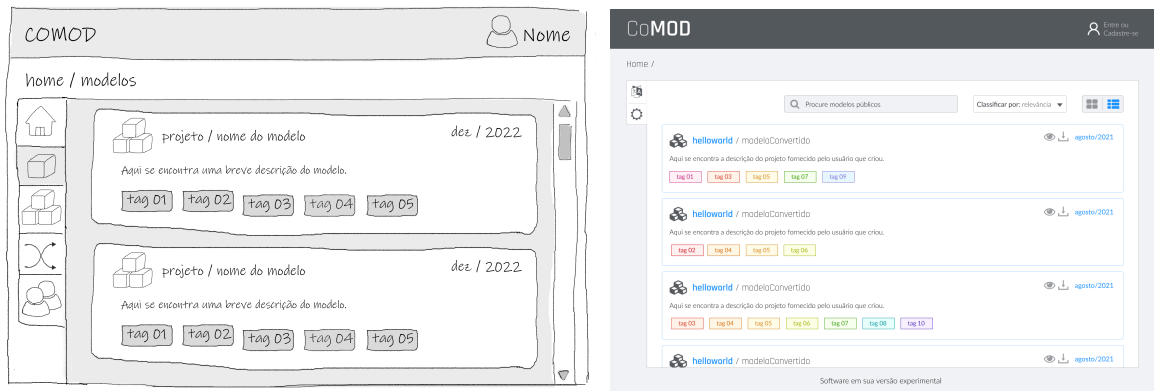 COMOD
Nome
home / modelos
projeto / nome do modelo
dez / 2022
Aqui se encontra uma breve descrição do modelo.
tag 01 tag 02 tag 03 tag 04 tag 05
projeto / nome do modelo
dez / 2022
Aqui se encontra uma breve descrição do modelo.
tag 01 tag 02 tag 03 tag 04 tag 05
CoMOD
Entre ou
Cadastre-se
Home /
Procure modelos públicos
Classificar por: relevância
helloworld / modeloConvertido
agosto/2021
Aqui se encontra a descrição do projeto fornecido pelo usuário que criou.
tag 01 tag 03 tag 05 tag 07 tag 09
helloworld / modeloConvertido
agosto/2021
Aqui se encontra a descrição do projeto fornecido pelo usuário que criou.
tag 02 tag 04 tag 05 tag 06
helloworld / modeloConvertido
agosto/2021
Aqui se encontra a descrição do projeto fornecido pelo usuário que criou.
tag 03 tag 04 tag 05 tag 06 tag 07 tag 08 tag 10
helloworld / modeloConvertido
agosto/2021
Software em sua versão experimental